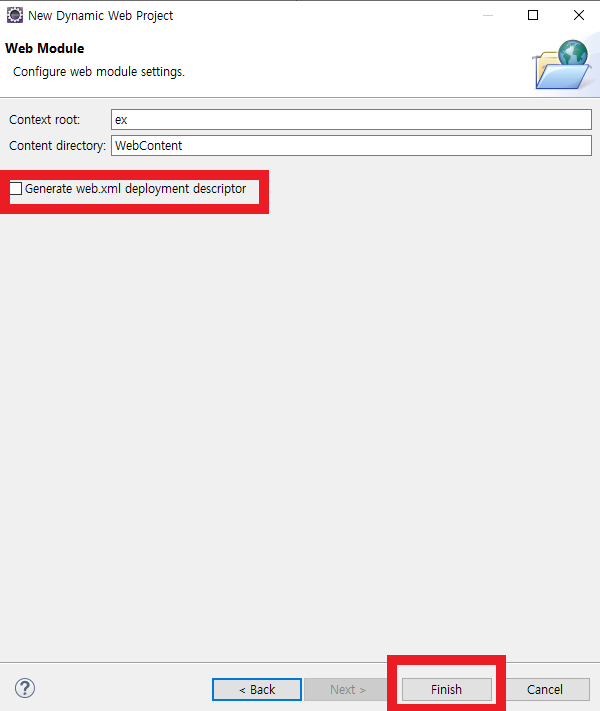 New Dynamic Web Project
Web Module
Configure web module settings.
Context root: ex
Content directory: WebContent
Generate web.xml deployment descriptor
? < Back Next > Finish Cancel